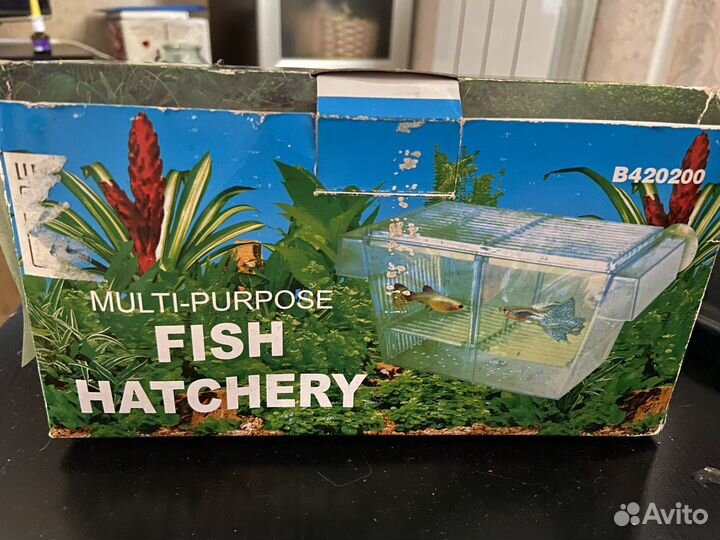 B420200
MULTI-PURPOSE
FISH
HATCHERY
Avito